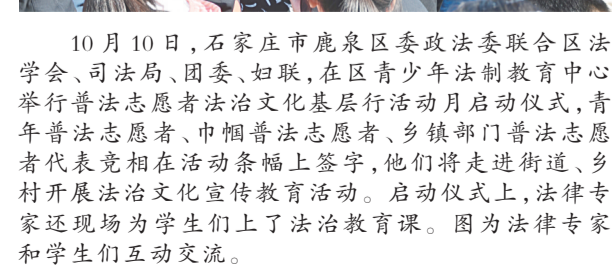 10月10日,石家庄市鹿泉区委政法委联合区法
学会、司法局、团委、妇联,在区青少年法制教育中心
举行普法志愿者法治文化基层行活动月启动仪式,青
年普法志愿者、巾帼普法志愿者、乡镇部门普法志愿
者代表竞相在活动条幅上签字,他们将走进街道、乡
村开展法治文化宣传教育活动。启动仪式上,法律专
家还现场为学生们上了法治教育课。图为法律专家
和学生们互动交流。